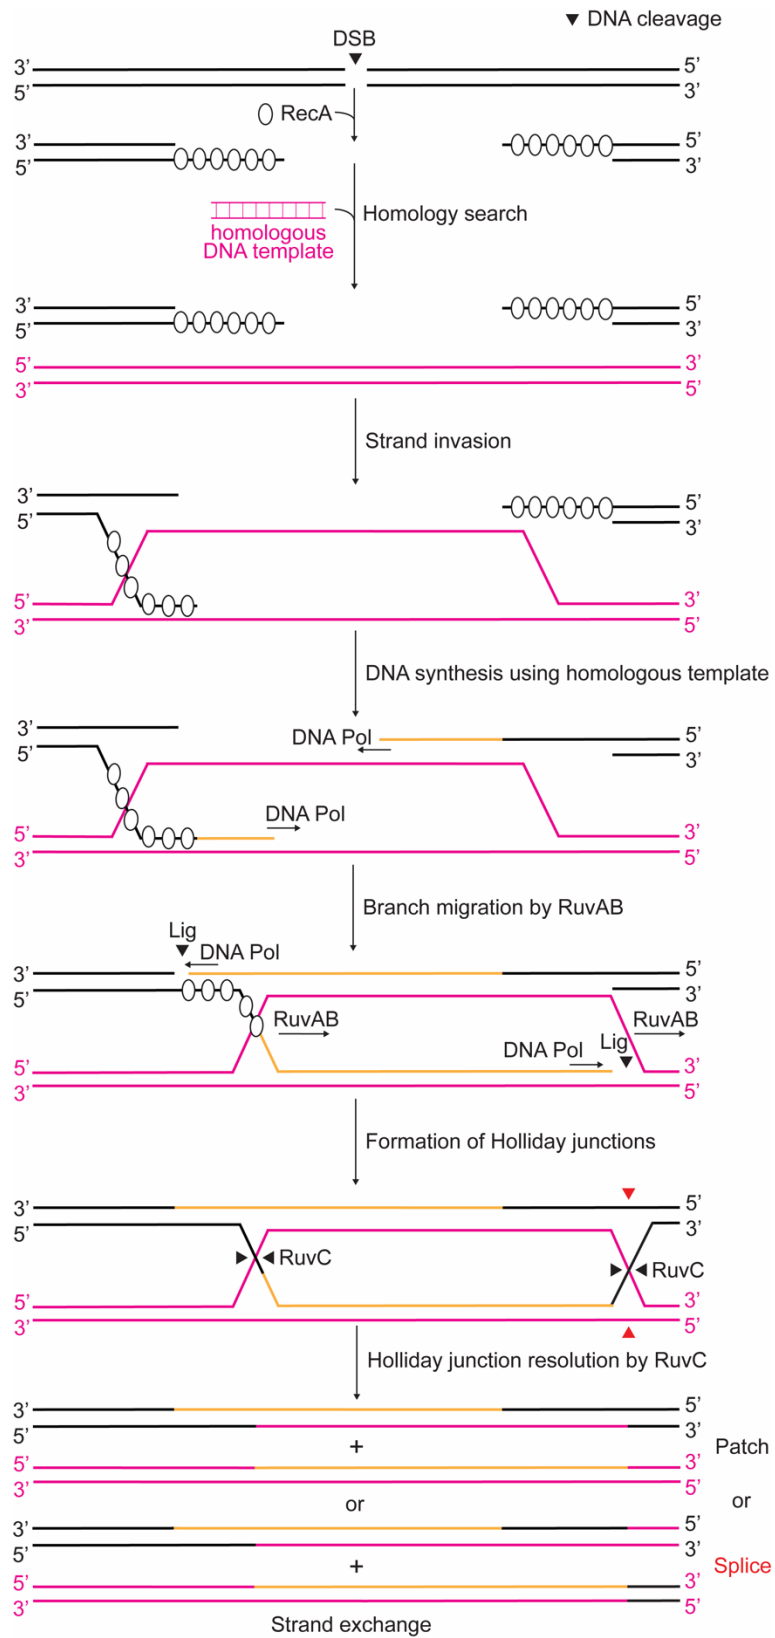 ▼ DNA cleavage
DSB
3’ 5’
5’ 3’
RecA
3’ 5’
5’ 3’
homologous
DNA template
Homology search
3’ 5’
5’ 3’
5’ 3’
3’ 5’
Strand invasion
3’ 5’
5’ 3’
5’ 3’
3’ 5’
DNA synthesis using homologous template
3’ DNA Pol 5’
5’ 3’
DNA Pol
5’ 3’
3’ 5’
Branch migration by RuvAB
Lig
DNA Pol
3’ 5’
5’ 3’
RuvAB RuvAB
DNA Pol Lig
5’ 3’
3’ 5’
Formation of Holliday junctions
3’ 5’
5’ 3’
RuvC RuvC
5’ 3’
3’ 5’
Holliday junction resolution by RuvC
3’ 5’
5’ 3’
+ Patch
5’ 3’
3’ 5’
or or
3’ 5’
5’ 3’
+ Splice
5’ 3’
3’ 5’
Strand exchange